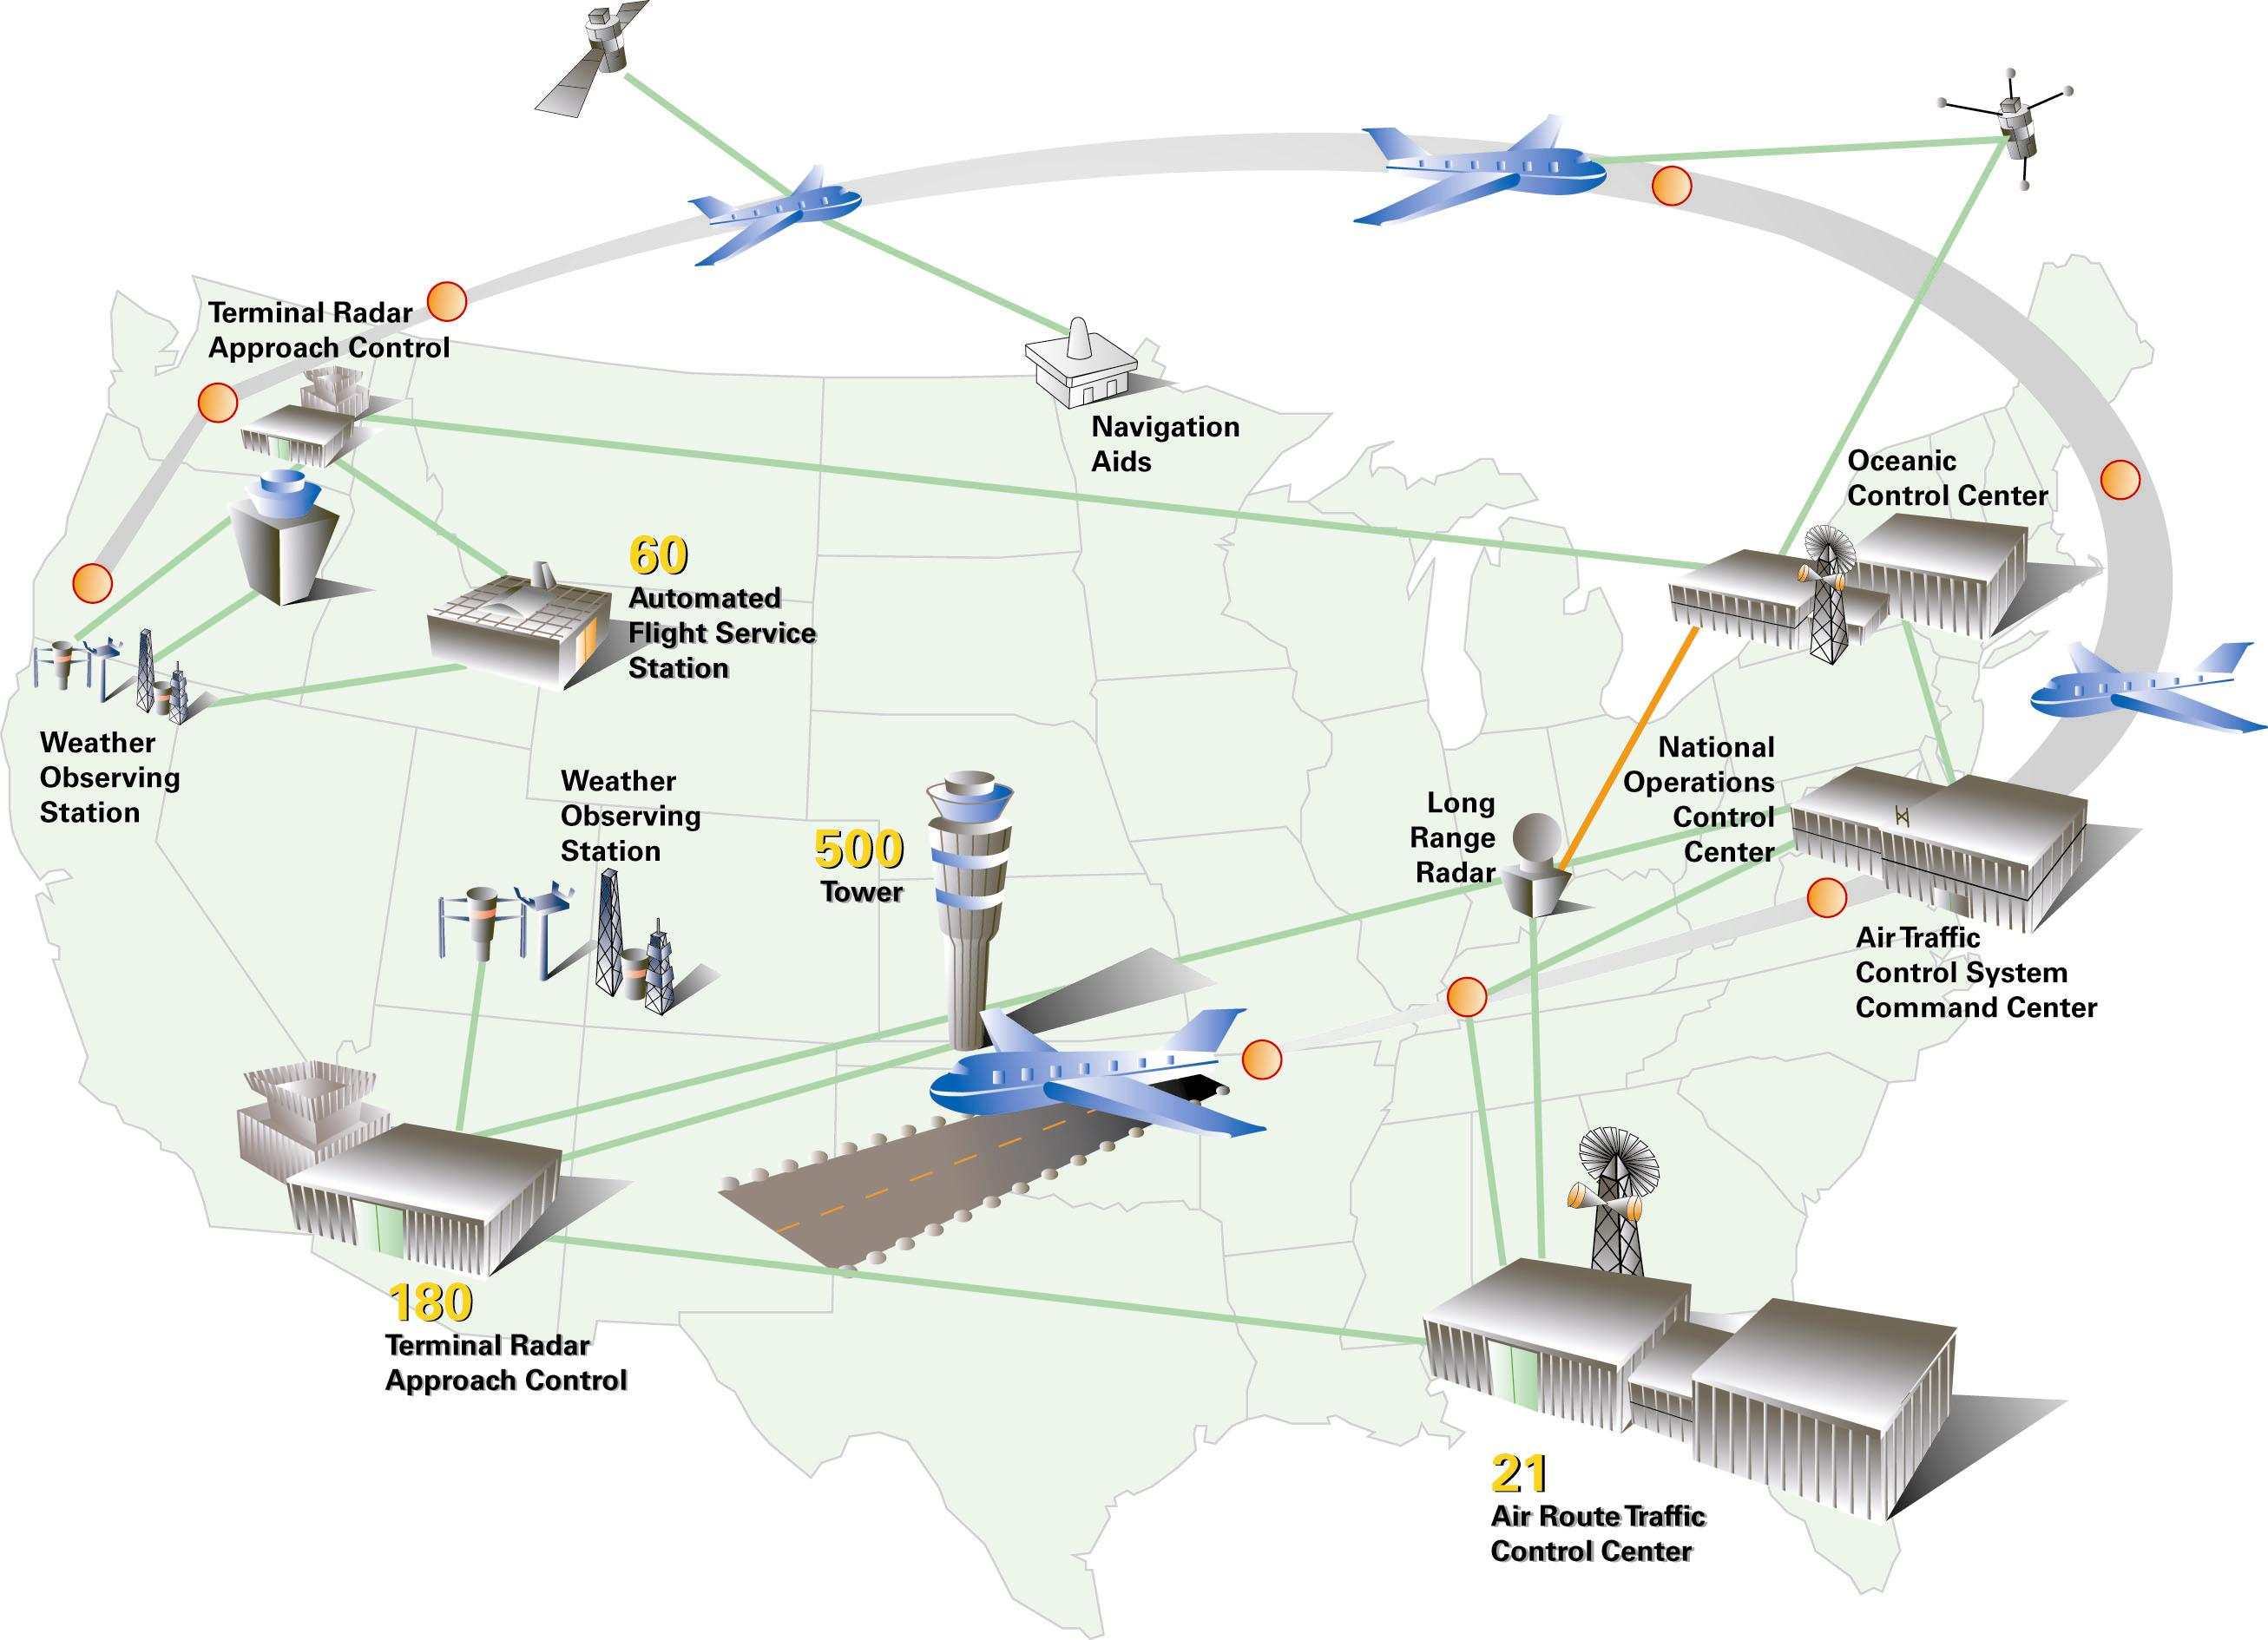 Terminal Radar
Approach Control
Navigation
Aids
Oceanic
Control Center
60
Automated
Flight Service
Station
Weather
Observing
Station
Weather
Observing
Station
500
Tower
Long
Range
Radar
National
Operations
Control
Center
Air Traffic
Control System
Command Center
180
Terminal Radar
Approach Control
21
Air Route Traffic
Control Center